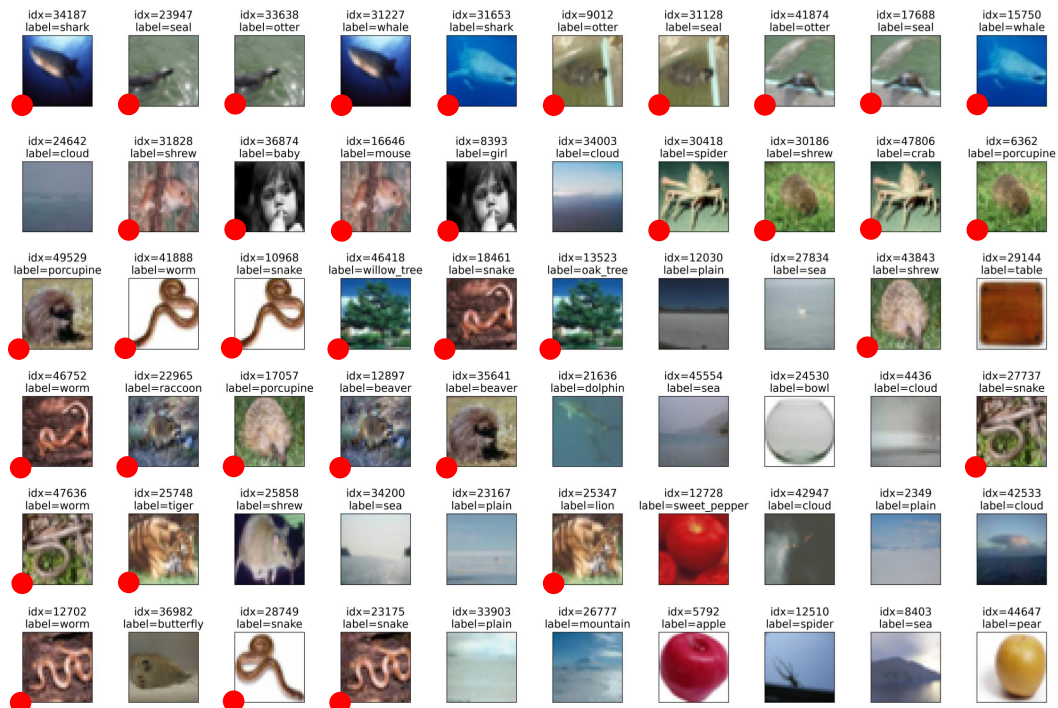 idx=34187 idx=23947 idx=33638 idx=31227 idx=31653 idx=9012 idx=31128 idx=41874 idx=17688 idx=15750
label=shark label=seal label=otter label=whale label=shark label=otter label=seal label=otter label=seal label=whale
idx=24642 idx=31828 idx=36874 idx=16646 idx=8393 idx=34003 idx=30418 idx=30186 idx=47806 idx=6362
label=cloud label=shrew label=baby label=mouse label=girl label=cloud label=spider label=shrew label=crab label=porcupine
idx=49529 idx=41888 idx=10968 idx=46418 idx=18461 idx=13523 idx=12030 idx=27834 idx=43843 idx=29144
label=porcupine label=worm label=snake label=willow_tree label=snake label=oak_tree label=plain label=sea label=shrew label=table
idx=46752 idx=22965 idx=17057 idx=12897 idx=35641 idx=21636 idx=45554 idx=24530 idx=4436 idx=27737
label=worm label=raccoon label=porcupine label=beaver label=beaver label=dolphin label=sea label=bowl label=cloud label=snake
idx=47636 idx=25748 idx=25858 idx=34200 idx=23167 idx=25347 idx=12728 idx=42947 idx=2349 idx=42533
label=worm label=tiger label=shrew label=sea label=plain label=lion label=sweet_pepper label=cloud label=plain label=cloud
idx=12702 idx=36982 idx=28749 idx=23175 idx=33903 idx=26777 idx=5792 idx=12510 idx=8403 idx=44647
label=worm label=butterfly label=snake label=snake label=plain label=mountain label=apple label=spider label=sea label=pear